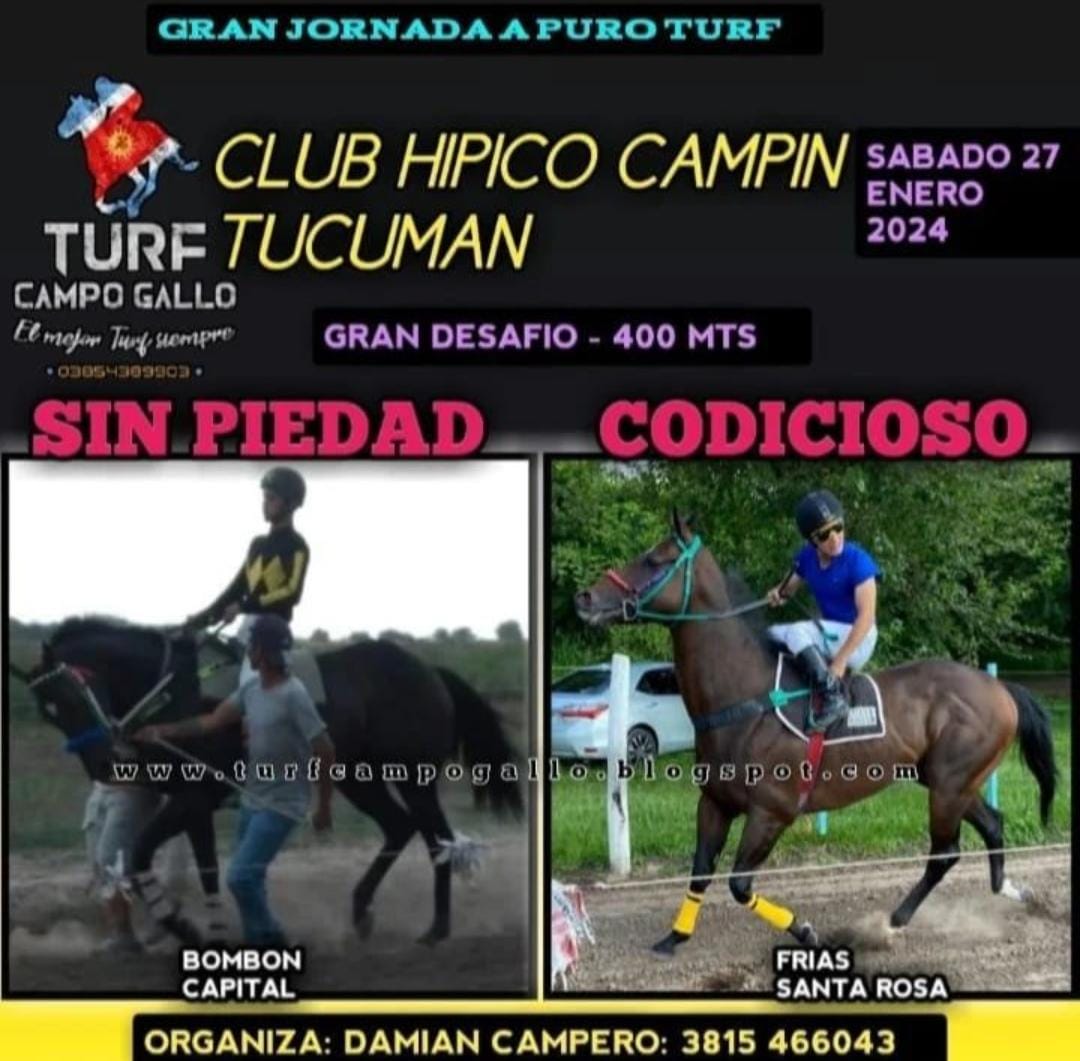 GRAN JORNADA A PURO TURF
CLUB HIPICO CAMPIN
TUCUMAN
SABADO 27
ENERO
2024
TURF
CAMPO GALLO
El mejor Turf siempre
03854389903
GRAN DESAFIO - 400 MTS
SIN PIEDAD
CODICIOSO
www.turfcampogallo.blogspot.com
BOMBON
CAPITAL
FRIAS
SANTA ROSA
ORGANIZA: DAMIAN CAMPERO: 3815 466043